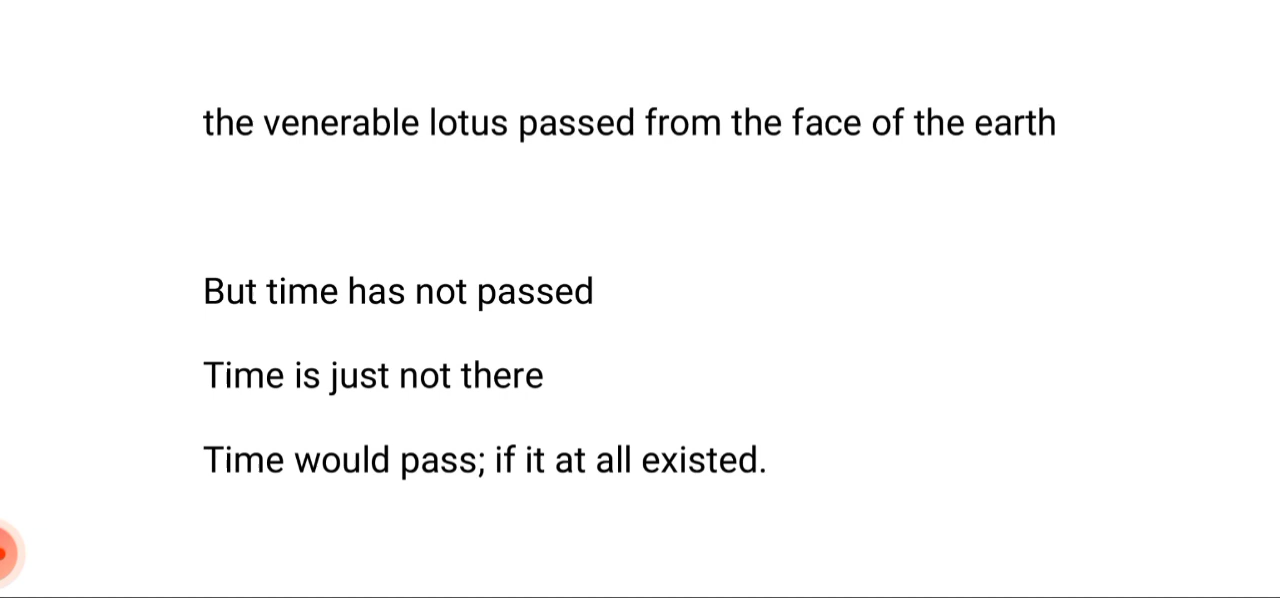 the venerable lotus passed from the face of the earth
But time has not passed
Time is just not there
Time would pass; if it at all existed.